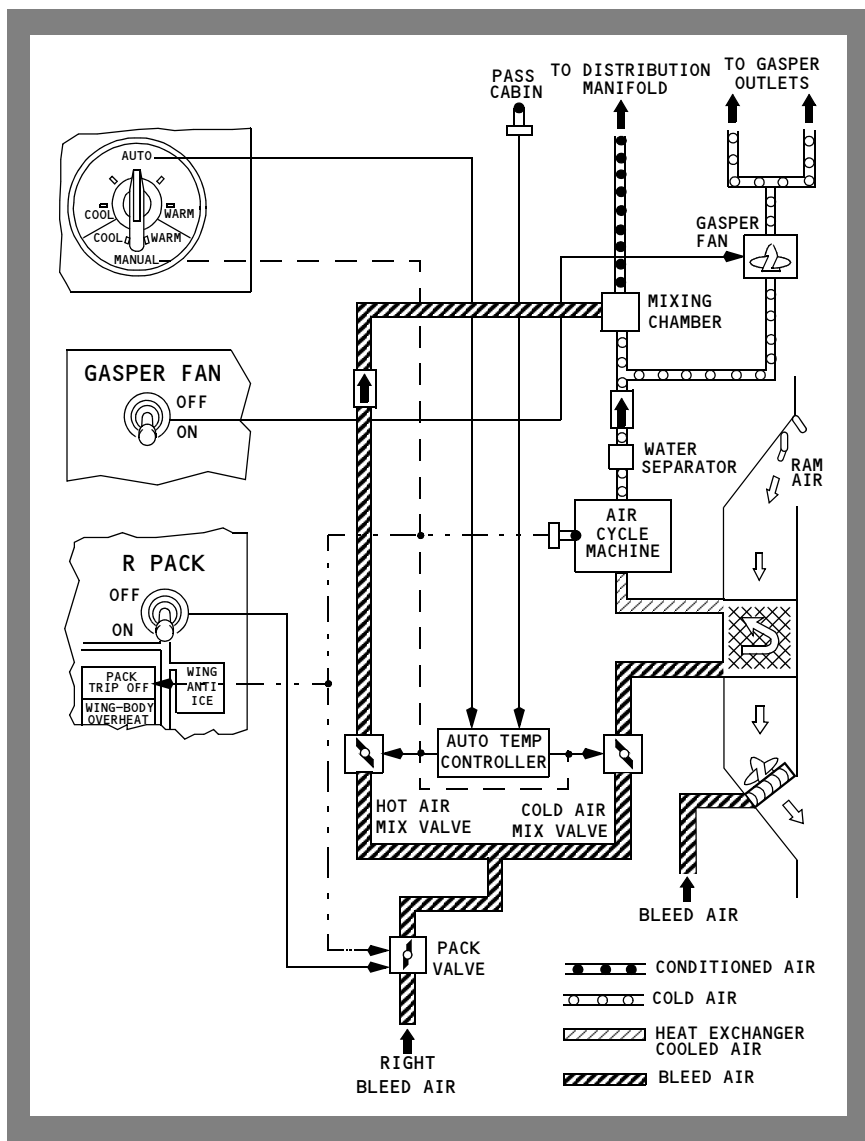 PASS
CABIN
TO DISTRIBUTION
MANIFOLD
TO GASPER
OUTLETS
AUTO
COOL
WARM
COOL
WARM
MANUAL
GASPER
FAN
MIXING
CHAMBER
GASPER FAN
OFF
ON
WATER
SEPARATOR
RAM
AIR
AIR
CYCLE
MACHINE
R PACK
OFF
ON
PACK
TRIP OFF
WING
ANTI
ICE
WING-BODY
OVERHEAT
AUTO TEMP
CONTROLLER
HOT AIR
MIX VALVE
COLD AIR
MIX VALVE
BLEED AIR
PACK
VALVE
RIGHT
BLEED AIR
CONDITIONED AIR
COLD AIR
HEAT EXCHANGER
COOLED AIR
BLEED AIR